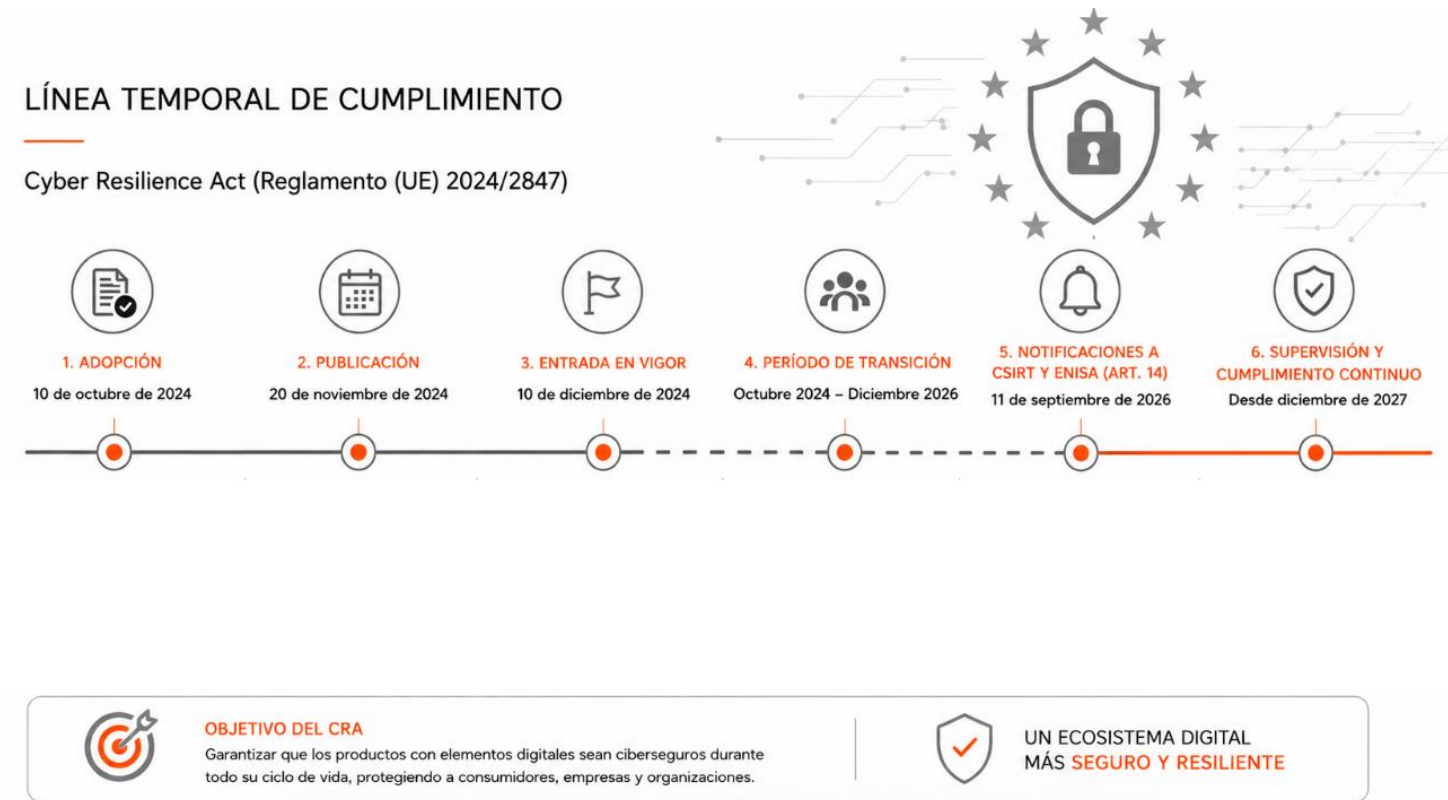 LÍNEA TEMPORAL DE CUMPLIMIENTO
Cyber Resilience Act (Reglamento (UE) 2024/2847)
1. ADOPCIÓN
10 de octubre de 2024
2. PUBLICACIÓN
20 de noviembre de 2024
3. ENTRADA EN VIGOR
10 de diciembre de 2024
4. PERÍODO DE TRANSICIÓN
Octubre 2024 – Diciembre 2026
5. NOTIFICACIONES A
CSIRT Y ENISA (ART. 14)
11 de septiembre de 2026
6. SUPERVISIÓN Y
CUMPLIMIENTO CONTINUO
Desde diciembre de 2027
OBJETIVO DEL CRA
Garantizar que los productos con elementos digitales sean ciberseguros durante
todo su ciclo de vida, protegiendo a consumidores, empresas y organizaciones.
UN ECOSISTEMA DIGITAL
MÁS SEGURO Y RESILIENTE